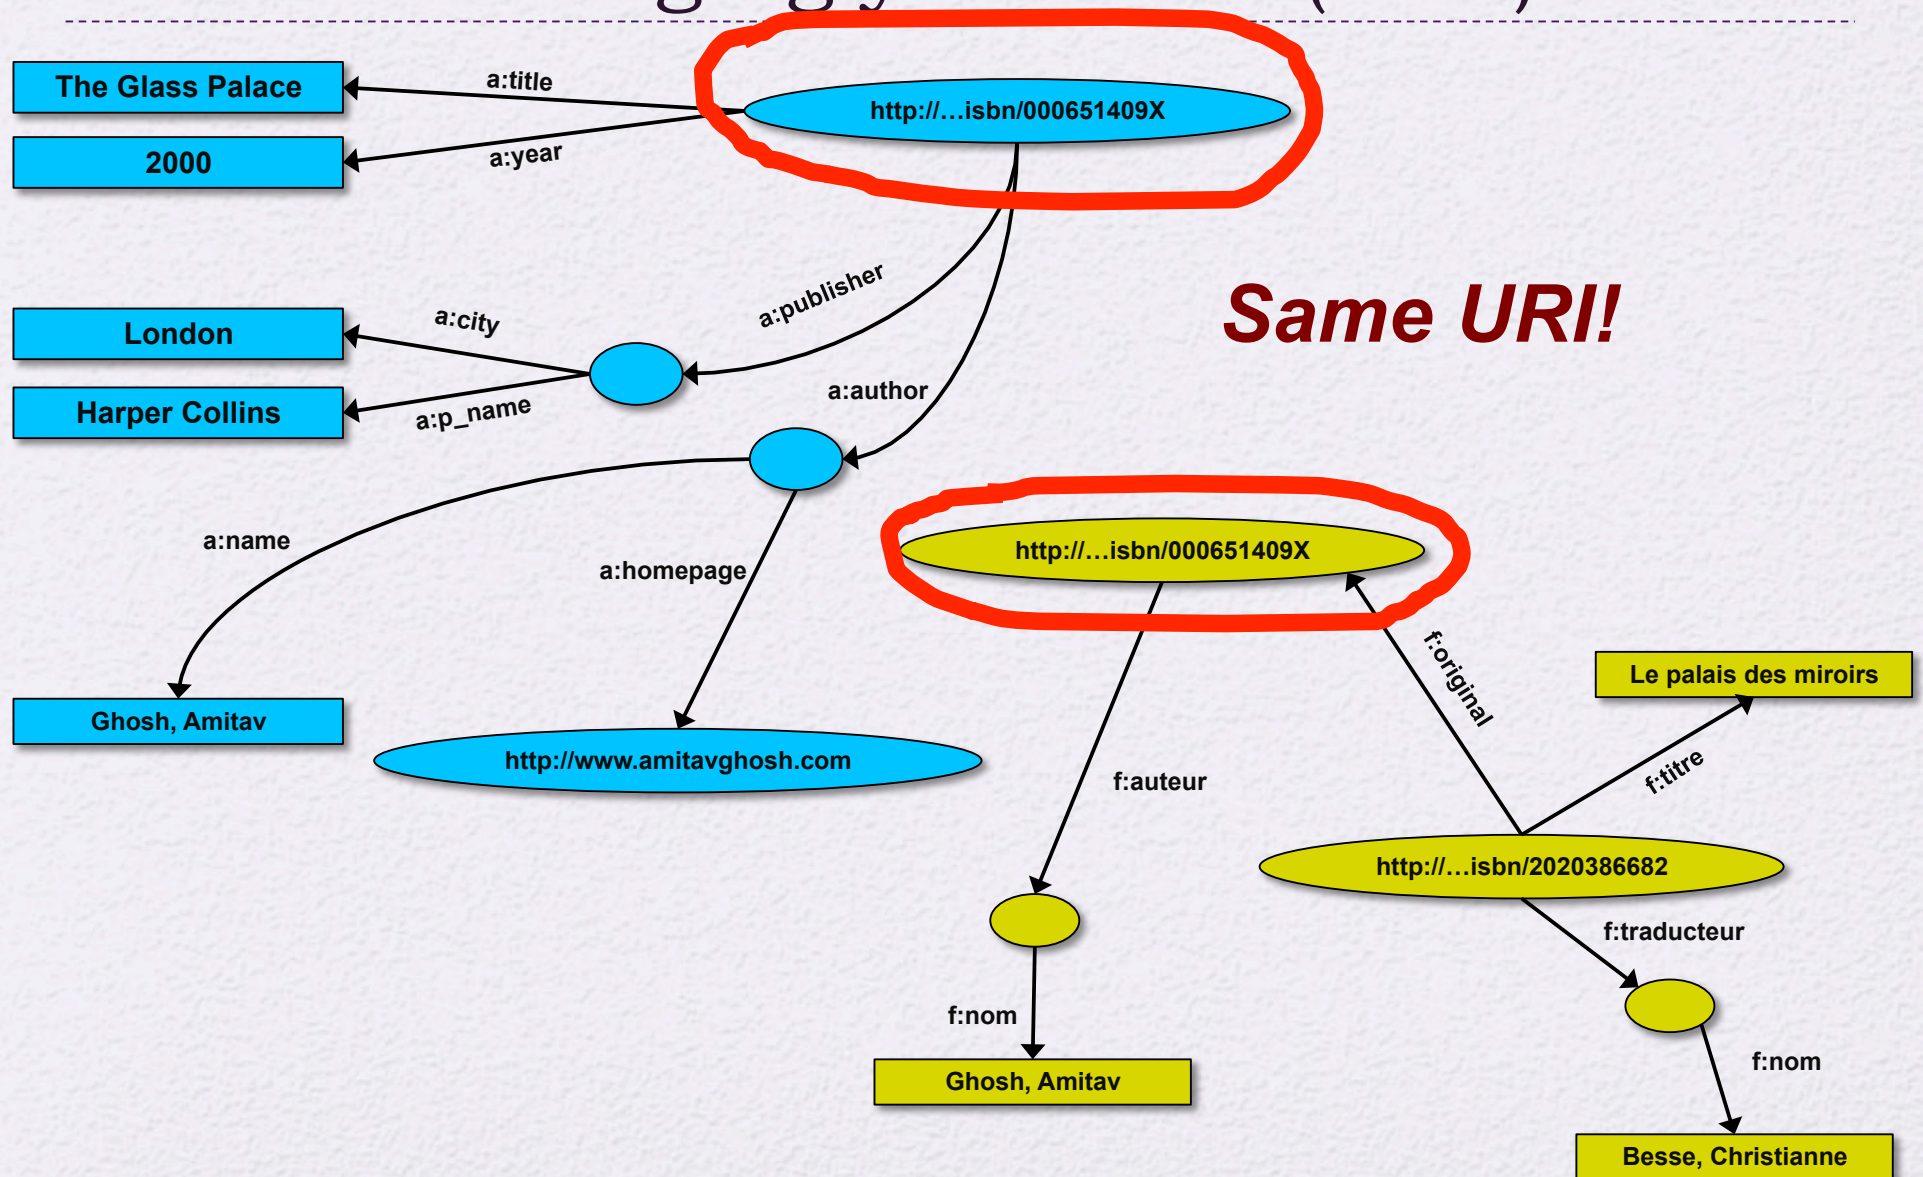 The Glass Palace
a:title
http://…isbn/000651409X
2000
a:year
a:publisher
Same URI!
London
a:city
Harper Collins
a:p_name
a:author
a:name
a:homepage
http://…isbn/000651409X
f:original
Le palais des miroirs
Ghosh, Amitav
http://www.amitavghosh.com
f:auteur
f:titre
http://…isbn/2020386682
f:traducteur
f:nom
f:nom
Ghosh, Amitav
Besse, Christianne